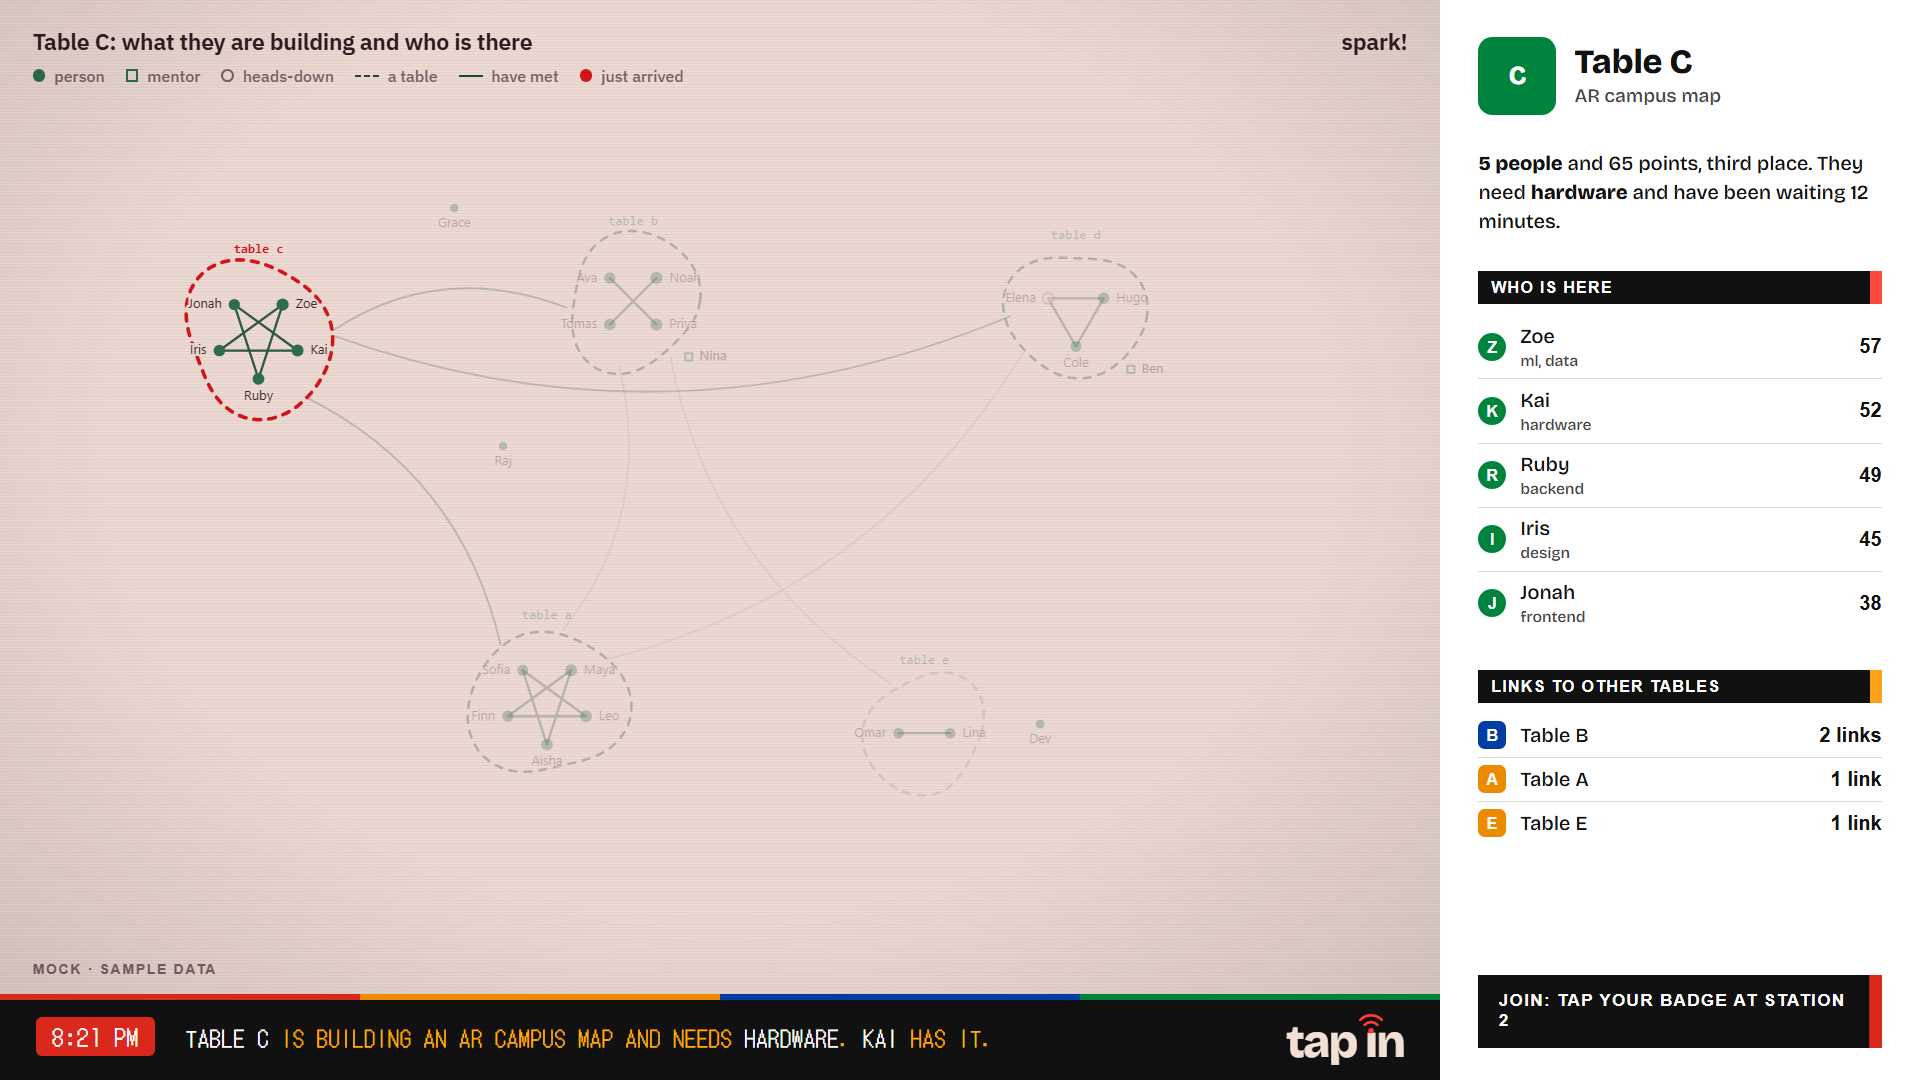 Table C: what they are building and who is there
spark!
person
mentor
heads-down
a table
have met
just arrived
Grace
table b
table c
table d
Ava
Noah
Jonah
Zoe
Elena
Hugo
Tomas
Priya
Iris
Kai
Nina
Cole
Ben
Ruby
Raj
table a
table e
Sofia
Maya
Finn
Leo
Omar
Lina
Dev
Aisha
MOCK · SAMPLE DATA
8:21 PM
TABLE C IS BUILDING AN AR CAMPUS MAP AND NEEDS HARDWARE. KAI HAS IT.
tap in
C
Table C
AR campus map
5 people and 65 points, third place. They
need hardware and have been waiting 12
minutes.
WHO IS HERE
Z
Zoe
57
ml, data
K
Kai
52
hardware
R
Ruby
49
backend
I
Iris
45
design
J
Jonah
38
frontend
LINKS TO OTHER TABLES
B Table B 2 links
A Table A 1 link
E Table E 1 link
JOIN: TAP YOUR BADGE AT STATION
2